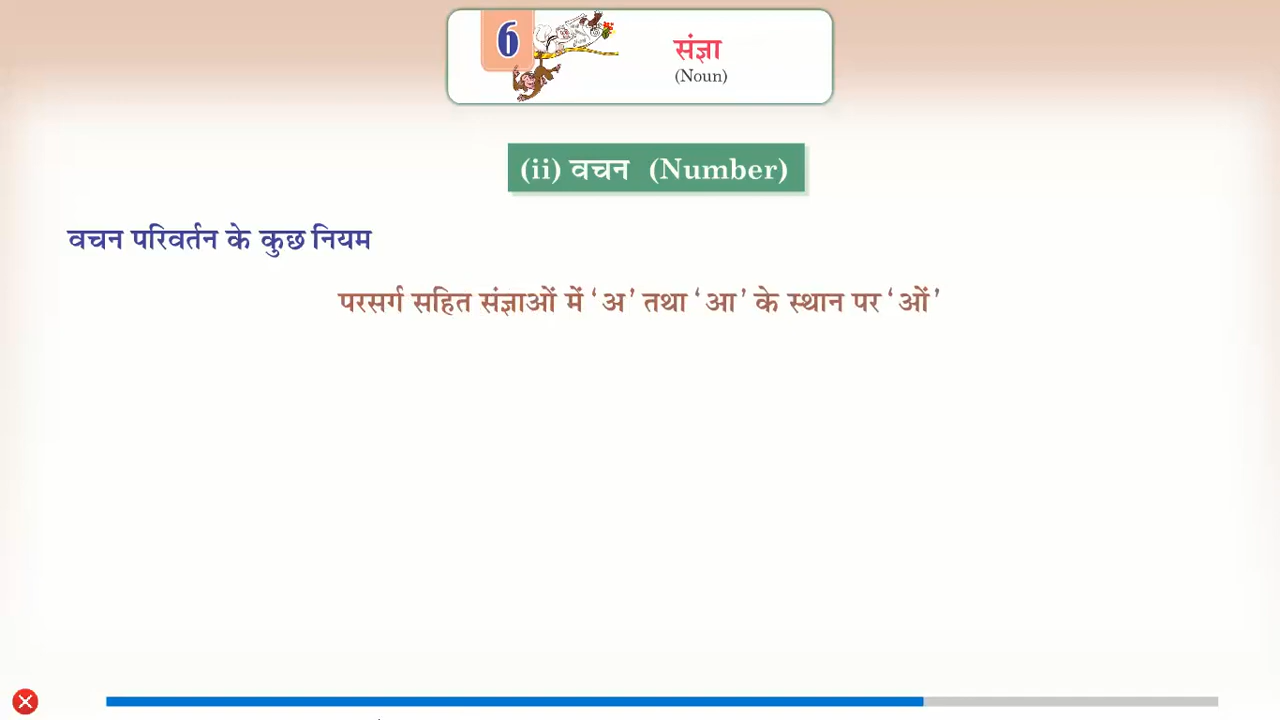 6
संज्ञा
(Noun)
(ii) वचन (Number)
वचन परिवर्तन के कुछ नियम
परसर्ग सहित संज्ञाओं में ‘अ’ तथा ‘आ’ के स्थान पर ‘ओं’